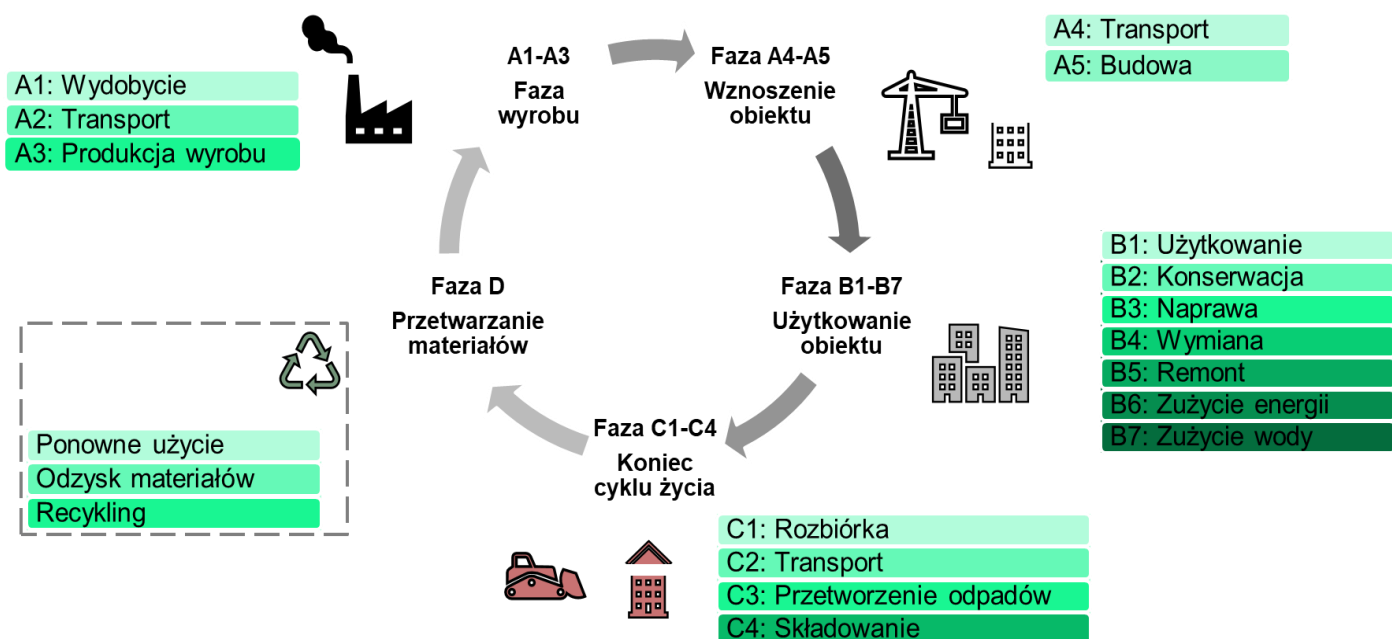 A1: Wydobycie
A2: Transport
A3: Produkcja wyrobu
A1-A3
Faza
wyrobu
Faza A4-A5
Wznoszenie
obiektu
A4: Transport
A5: Budowa
Faza B1-B7
Użytkowanie
obiektu
B1: Użytkowanie
B2: Konserwacja
B3: Naprawa
B4: Wymiana
B5: Remont
B6: Zużycie energii
B7: Zużycie wody
Faza C1-C4
Koniec
cyklu życia
C1: Rozbiórka
C2: Transport
C3: Przetworzenie odpadów
C4: Składowanie
Faza D
Przetwarzanie
materiałów
Ponowne użycie
Odzysk materiałów
Recykling